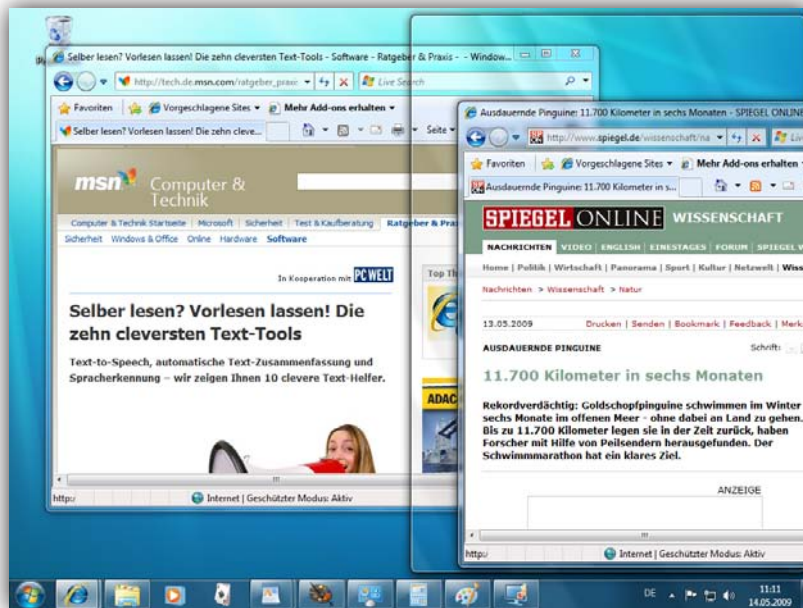 Selber lesen? Vorlesen lassen! Die zehn cleversten Text-Tools - Software - Ratgeber & Praxis - - Window...
http://tech.de.msn.com/ratgeber_praxi
Live Search
Favoriten
Vorgeschlagene Sites
Mehr Add-ons erhalten
Selber lesen? Vorlesen lassen! Die zehn cleve...
Seite
msn
Computer &
Technik
Computer & Technik Startseite | Microsoft | Sicherheit | Test & Kaufberatung | Ratgeber & Prax
Sicherheit Windows & Office Online Hardware Software
In Kooperation mit PC WELT
Top Th
Selber lesen? Vorlesen lassen! Die
zehn cleversten Text-Tools
Text-to-Speech, automatische Text-Zusammenfassung und
Spracherkennung – wir zeigen Ihnen 10 clevere Text-Helfer.
ADAC
http:/
Internet | Geschützter Modus: Aktiv
Ausdauernde Pinguine: 11.700 Kilometer in sechs Monaten - SPIEGEL ONLINE
http://www.spiegel.de/wissenschaft/na
Liv
Favoriten
Vorgeschlagene Sites
Mehr Add-ons erhalten
Ausdauernde Pinguine: 11.700 Kilometer in s...
SPIEGEL ONLINE WISSENSCHAFT
NACHRICHTEN VIDEO | ENGLISH | EINESTAGES | FORUM | SPIEGEL W
Home | Politik | Wirtschaft | Panorama | Sport | Kultur | Netzwelt | Wiss
Nachrichten > Wissenschaft > Natur
13.05.2009
Drucken | Senden | Bookmark | Feedback | Merk
AUSDAUERNDE PINGUINE
Schrift:
11.700 Kilometer in sechs Monaten
Rekordverdächtig: Goldschopfpinguine schwimmen im Winter
sechs Monate im offenen Meer - ohne dabei an Land zu gehen.
Bis zu 11.700 Kilometer legen sie in der Zeit zurück, haben
Forscher mit Hilfe von Peilsendern herausgefunden. Der
Schwimmmarathon hat ein klares Ziel.
ANZEIGE
http:/
Internet | Geschützter Modus: Aktiv
DE
11:11
14.05.2009